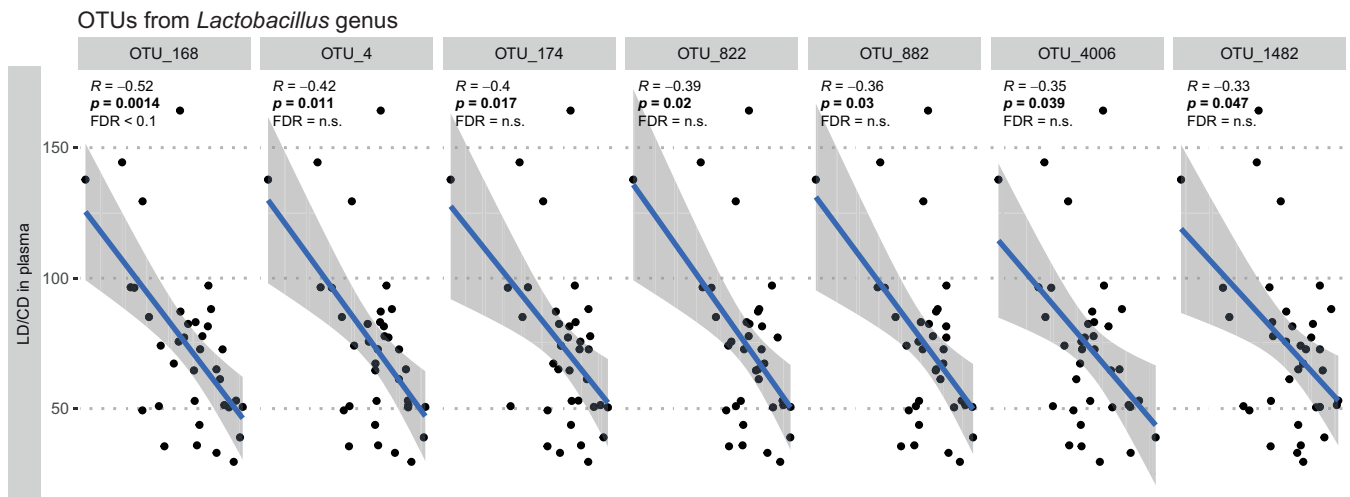 OTUs from Lactobacillus genus
OTU_168 OTU_4 OTU_174 OTU_822 OTU_882 OTU_4006 OTU_1482
R = −0.52 R = −0.42 R = −0.4 R = −0.39 R = −0.36 R = −0.35 R = −0.33
p = 0.0014 p = 0.011 p = 0.017 p = 0.02 p = 0.03 p = 0.039 p = 0.047
FDR < 0.1 FDR = n.s. FDR = n.s. FDR = n.s. FDR = n.s. FDR = n.s. FDR = n.s.
150
100
50
LD/CD in plasma